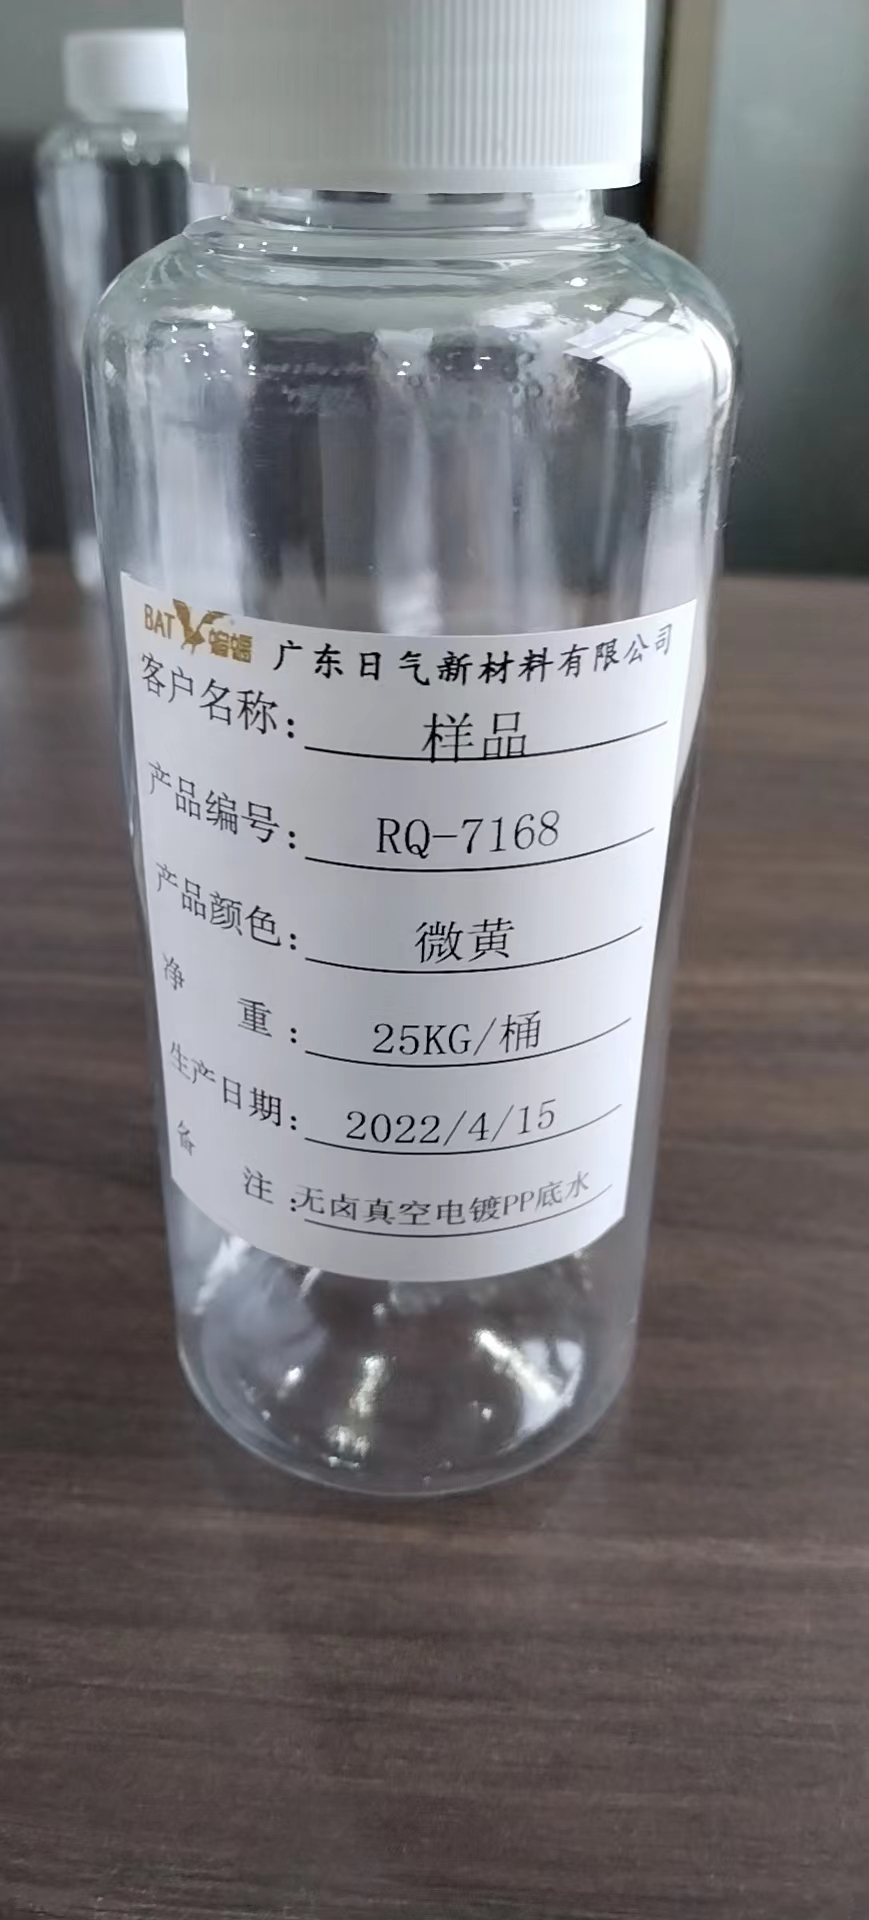 BAT 蝙蝠 广东日气新材料有限公司
客户名称: 样品
产品编号: RQ-7168
产品颜色: 微黄
净 重: 25KG/桶
生产日期: 2022/4/15
备 注: 无卤真空电镀PP底水